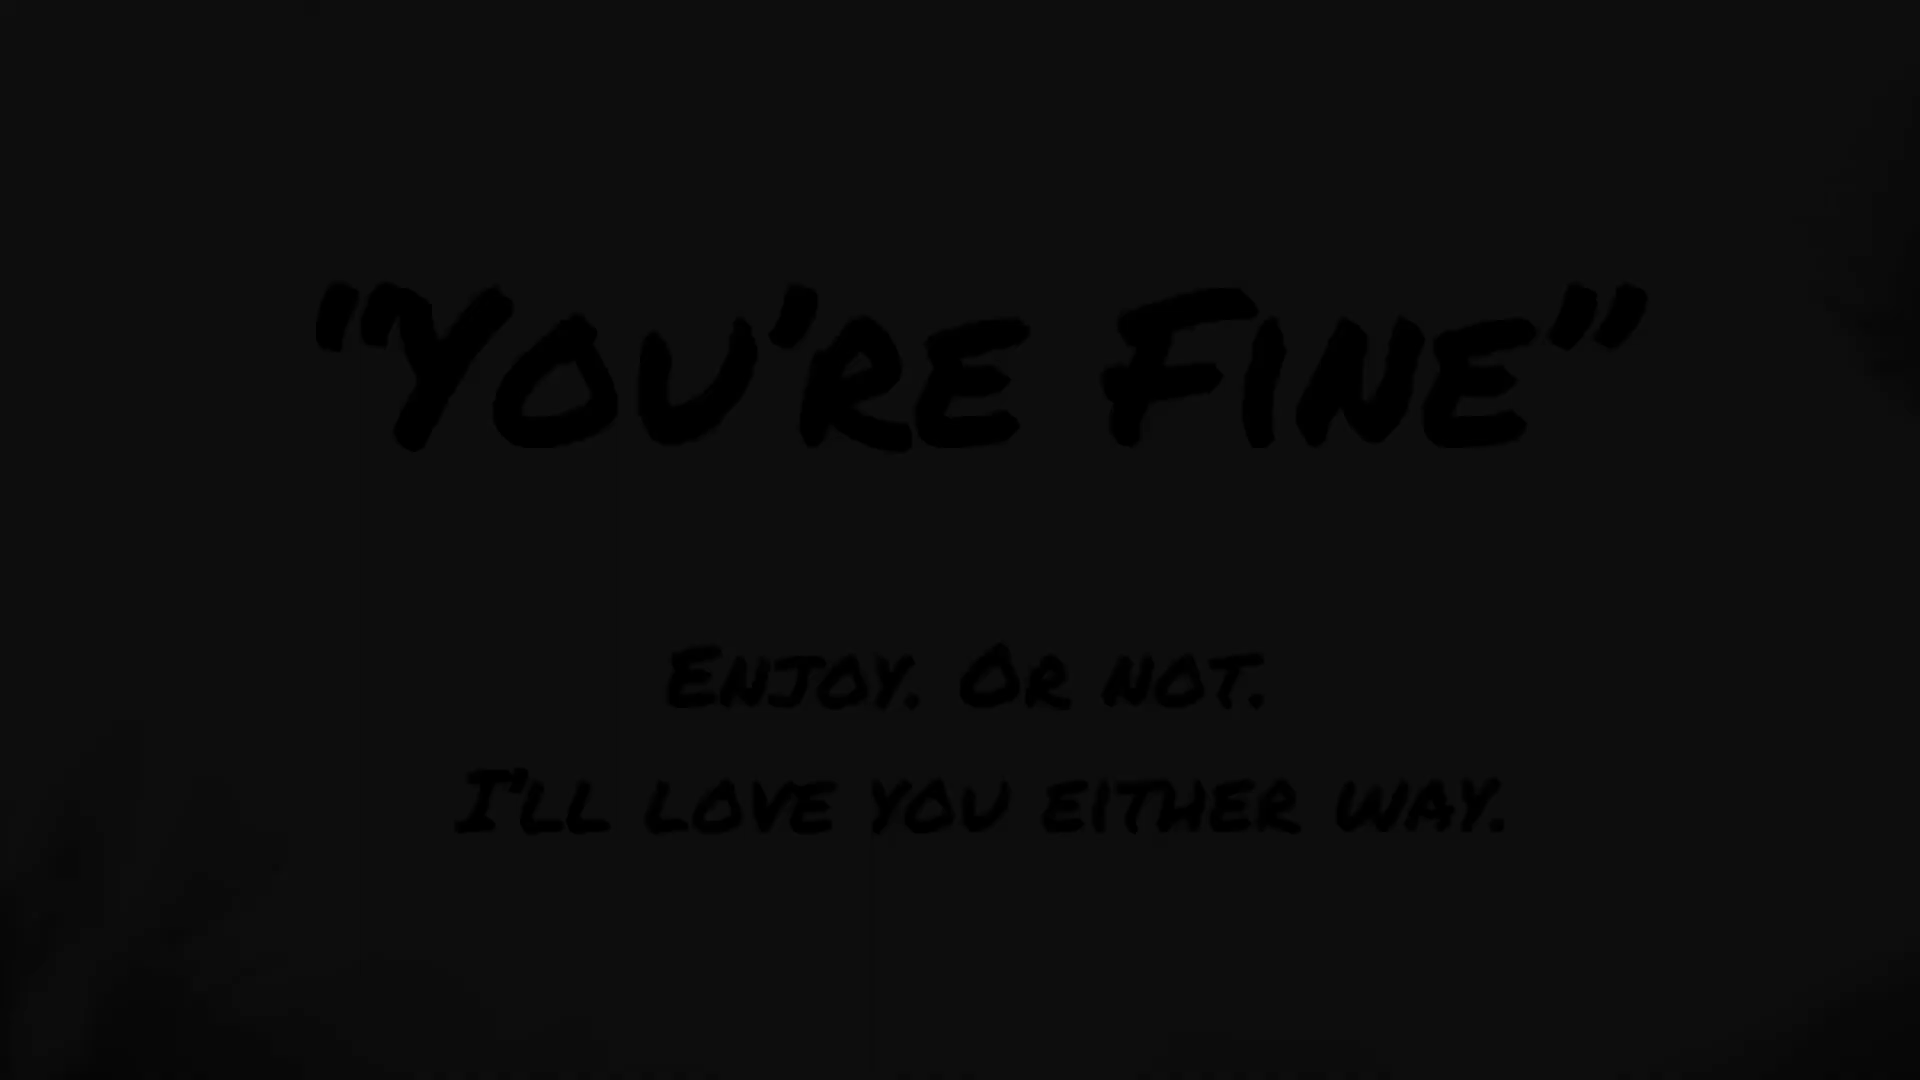 “You’re Fine”
Enjoy. Or not.
I’ll love you either way.